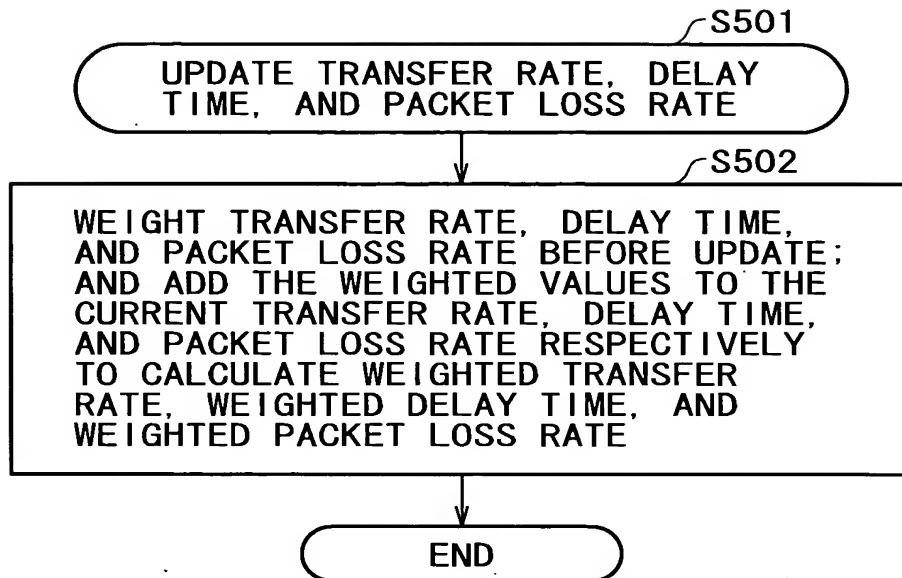 S501
UPDATE TRANSFER RATE, DELAY
TIME, AND PACKET LOSS RATE
S502
WEIGHT TRANSFER RATE, DELAY TIME,
AND PACKET LOSS RATE BEFORE UPDATE;
AND ADD THE WEIGHTED VALUES TO THE
CURRENT TRANSFER RATE, DELAY TIME,
AND PACKET LOSS RATE RESPECTIVELY
TO CALCULATE WEIGHTED TRANSFER
RATE, WEIGHTED DELAY TIME, AND
WEIGHTED PACKET LOSS RATE
END